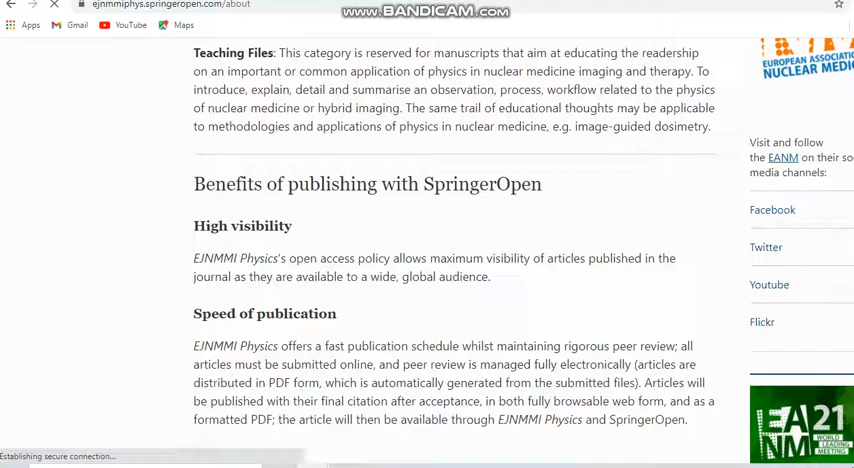 www.BANDICAM.com
ejnmmiphys.springeropen.com/about
Apps Gmail YouTube Maps
Teaching Files: This category is reserved for manuscripts that aim at educating the readership
on an important or common application of physics in nuclear medicine imaging and therapy. To
introduce, explain, detail and summarise an observation, process, workflow related to the physics
of nuclear medicine or hybrid imaging. The same trail of educational thoughts may be applicable
to methodologies and applications of physics in nuclear medicine, e.g. image-guided dosimetry.
Benefits of publishing with SpringerOpen
High visibility
EJNMMI Physics's open access policy allows maximum visibility of articles published in the
journal as they are available to a wide, global audience.
Speed of publication
EJNMMI Physics offers a fast publication schedule whilst maintaining rigorous peer review; all
articles must be submitted online, and peer review is managed fully electronically (articles are
distributed in PDF form, which is automatically generated from the submitted files). Articles will
be published with their final citation after acceptance, in both fully browsable web form, and as a
formatted PDF; the article will then be available through EJNMMI Physics and SpringerOpen.
EUROPEAN ASSOCIATIO
NUCLEAR MEDIC
Visit and follow
the EANM on their so
media channels:
Facebook
Twitter
Youtube
Flickr
EANM 21
WORLD
LEADING
MEETING
Establishing secure connection...